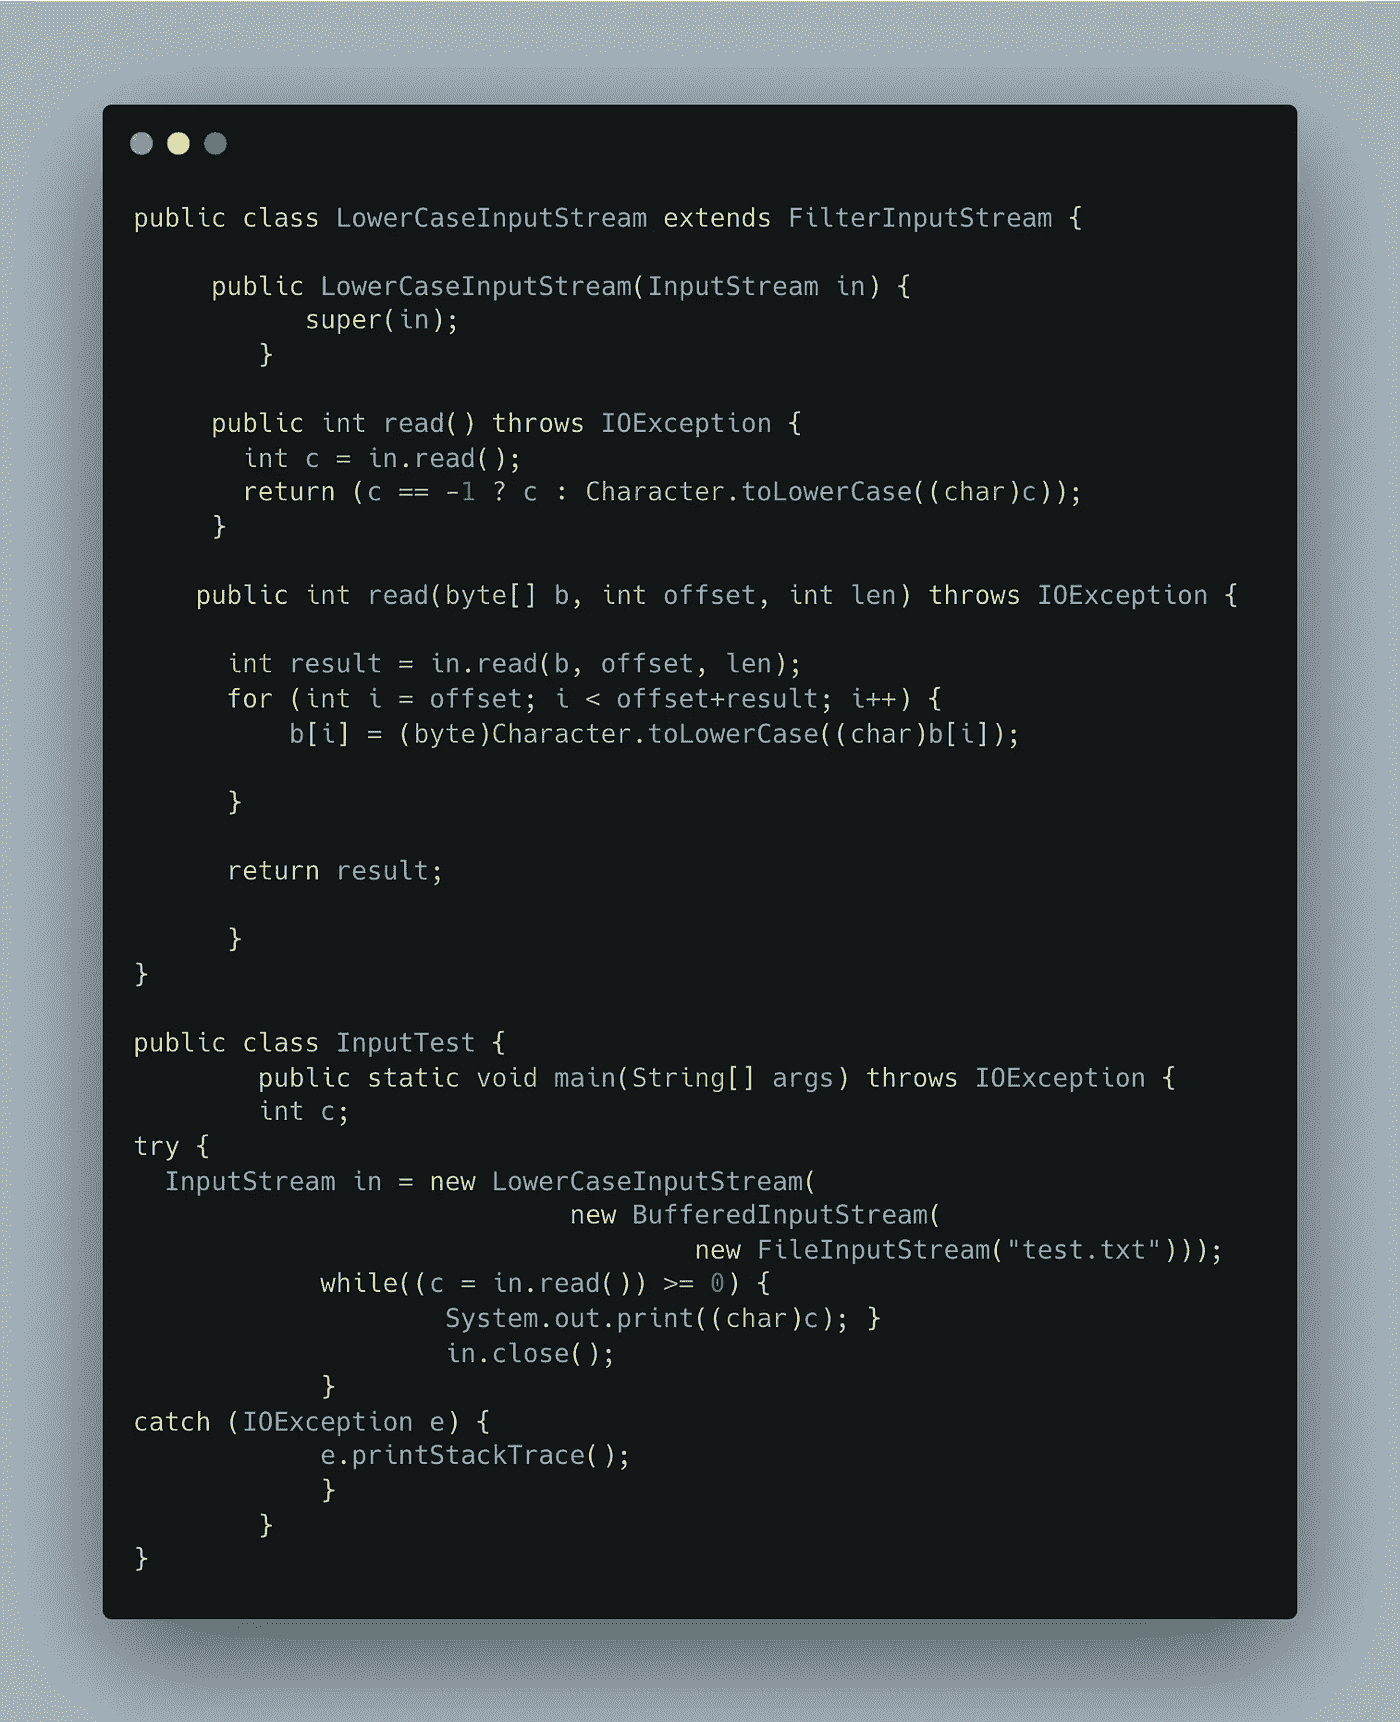 public class LowerCaseInputStream extends FilterInputStream {
public LowerCaseInputStream(InputStream in) {
super(in);
}
public int read() throws IOException {
int c = in.read();
return (c == -1 ? c : Character.toLowerCase((char)c));
}
public int read(byte[] b, int offset, int len) throws IOException {
int result = in.read(b, offset, len);
for (int i = offset; i < offset+result; i++) {
b[i] = (byte)Character.toLowerCase((char)b[i]);
}
return result;
}
}
public class InputTest {
public static void main(String[] args) throws IOException {
int c;
try {
InputStream in = new LowerCaseInputStream(
new BufferedInputStream(
new FileInputStream("test.txt")));
while((c = in.read()) >= 0) {
System.out.print((char)c); }
in.close();
}
catch (IOException e) {
e.printStackTrace();
}
}
}